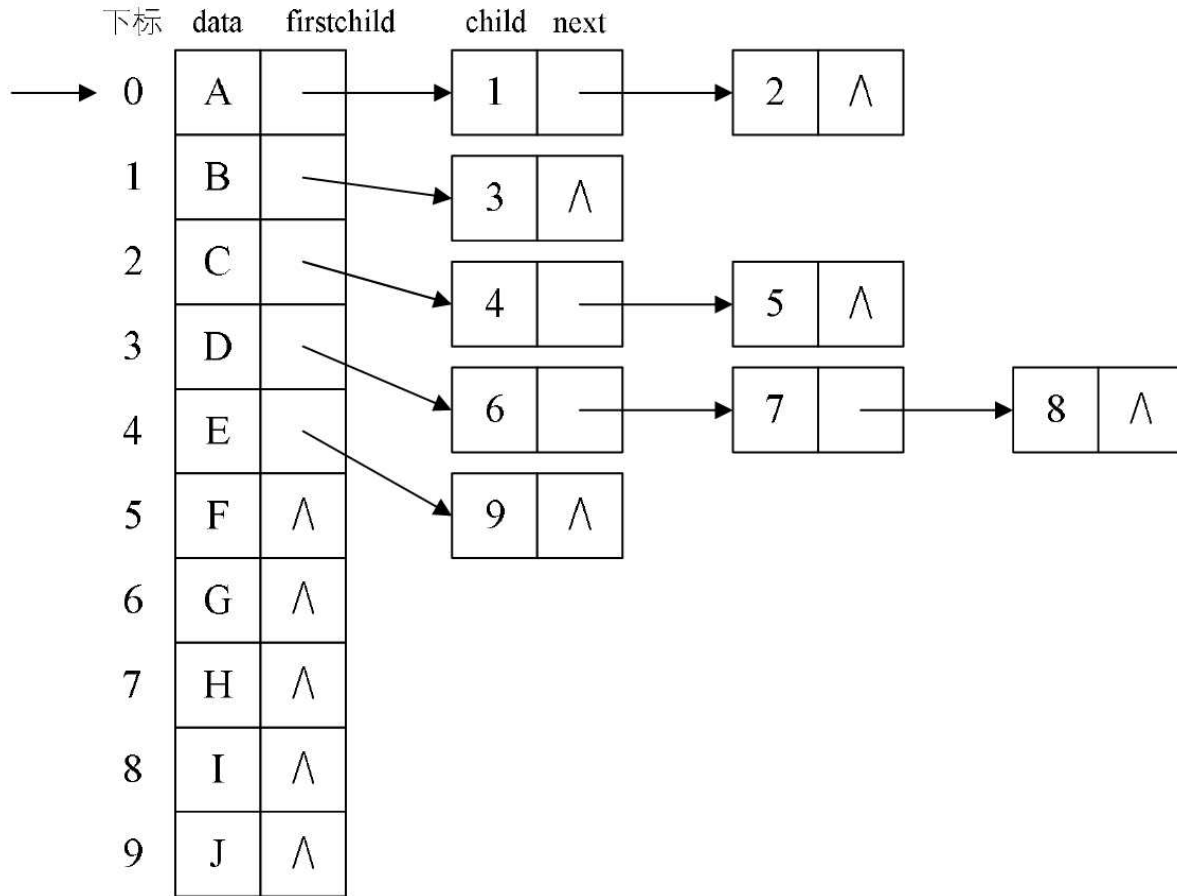 下标 data firstchild child next
0 A 1 2 ∧
1 B 3 ∧
2 C 4 5 ∧
3 D 6 7 8 ∧
4 E 9 ∧
5 F ∧
6 G ∧
7 H ∧
8 I ∧
9 J ∧